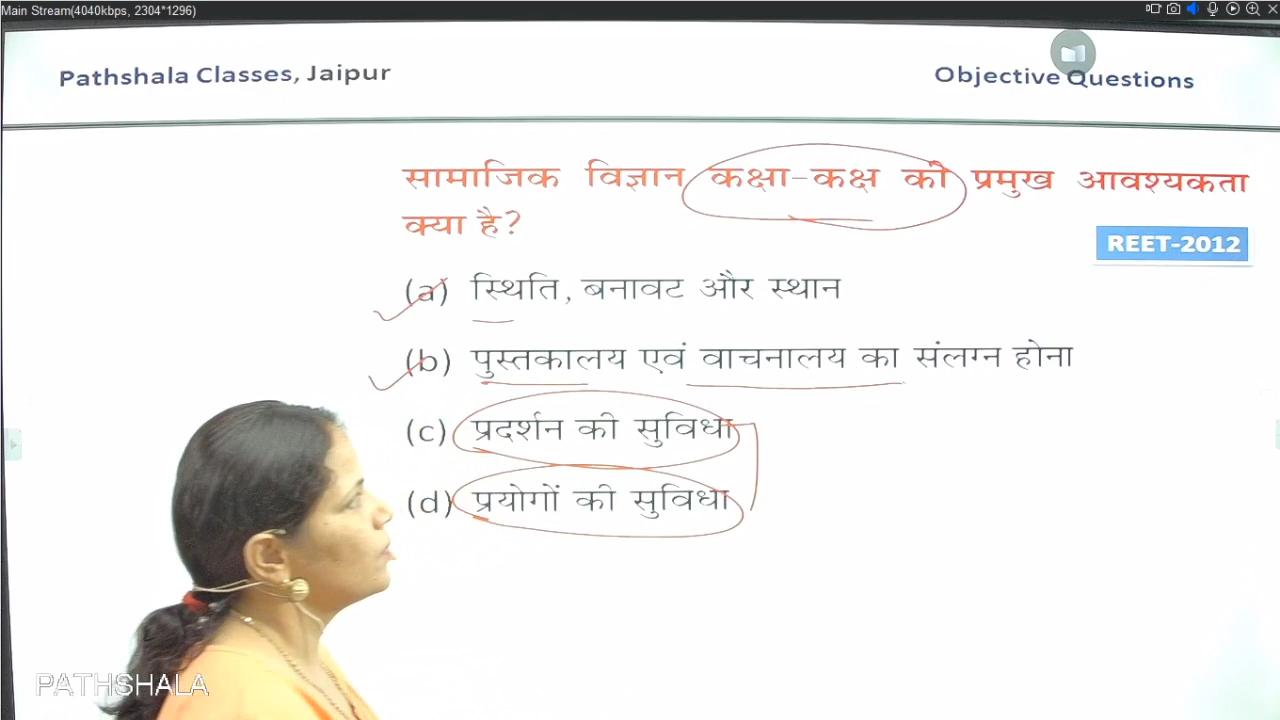 Main Stream(4040kbps, 2304*1296)
Pathshala Classes, Jaipur
Objective Questions
सामाजिक विज्ञान कक्षा-कक्ष की प्रमुख आवश्यकता
क्या है?
REET-2012
(a) स्थिति, बनावट और स्थान
(b) पुस्तकालय एवं वाचनालय का संलग्न होना
(c) प्रदर्शन की सुविधा
(d) प्रयोगों की सुविधा
PATHSHALA